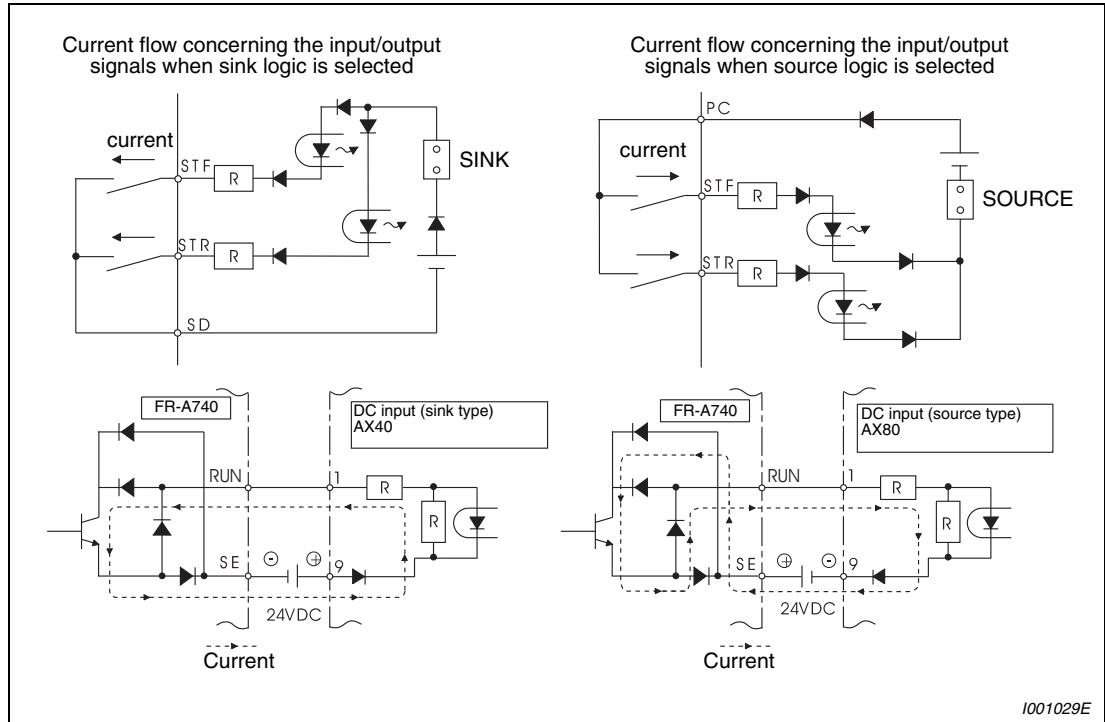 Current flow concerning the input/output
signals when sink logic is selected
current
STF
R
SINK
STR
R
SD
Current flow concerning the input/output
signals when source logic is selected
PC
current
STF
R
SOURCE
STR
R
FR-A740
DC input (sink type)
AX40
RUN
1
R
R
SE
9
24VDC
Current
FR-A740
DC input (source type)
AX80
RUN
1
R
R
SE
9
24VDC
Current
I001029E